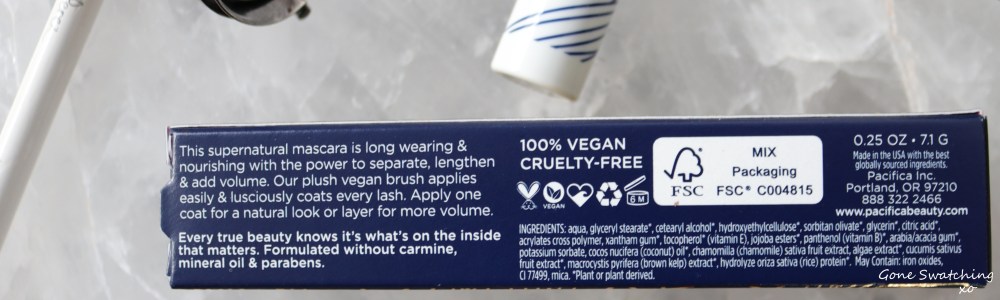 This supernatural mascara is long wearing &
nourishing with the power to separate, lengthen
& add volume. Our plush vegan brush applies
easily & lusciously coats every lash. Apply one
coat for a natural look or layer for more volume.
Every true beauty knows it's what's on the inside
that matters. Formulated without carmine,
mineral oil & parabens.
100% VEGAN
CRUELTY-FREE
VEGAN
6 M
FSC
MIX
Packaging
FSC® C004815
0.25 OZ • 7.1 G
Made in the USA with the best
globally sourced ingredients.
Pacifica Inc.
Portland, OR 97210
888 322 2466
www.pacificabeauty.com
INGREDIENTS: aqua, glyceryl stearate*, cetearyl alcohol*, hydroxyethylcellulose*, sorbitan olivate*, glycerin*, citric acid*,
acrylates cross polymer, xantham gum*, tocopherol* (vitamin E), jojoba esters*, panthenol (vitamin B)*, arabia/acacia gum*,
potassium sorbate, cocos nucifera (coconut) oil*, chamomilla (chamomile) sativa fruit extract, algae extract*, cucumis sativus
fruit extract*, macrocystis pyrifera (brown kelp) extract*, hydrolyze oriza sativa (rice) protein*. May Contain: iron oxides,
CI 77499, mica. *Plant or plant derived.
Gone Swatching
xo